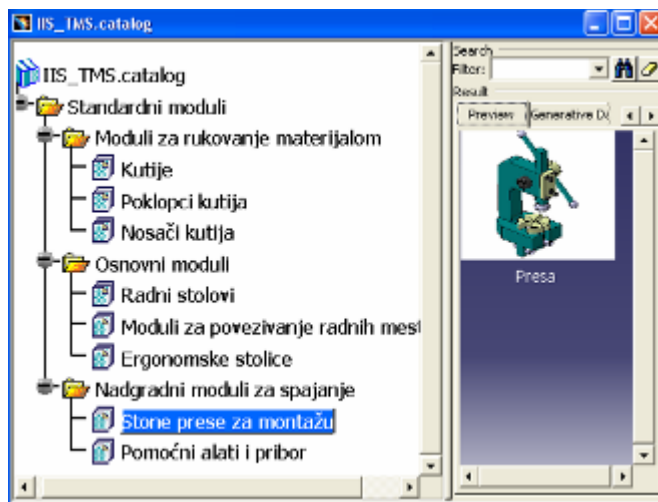 IIS_TMS.catalog
IIS_TMS.catalog
Standardni moduli
Moduli za rukovanje materijalom
Kutije
Poklopci kutija
Nosači kutija
Osnovni moduli
Radni stolovi
Moduli za povezivanje radnih mest
Ergonomske stolice
Nadgradni moduli za spajanje
Stone prese za montažu
Pomoćni alati i pribor
Search
Filter:
Result
Preview Generative Da
Presa